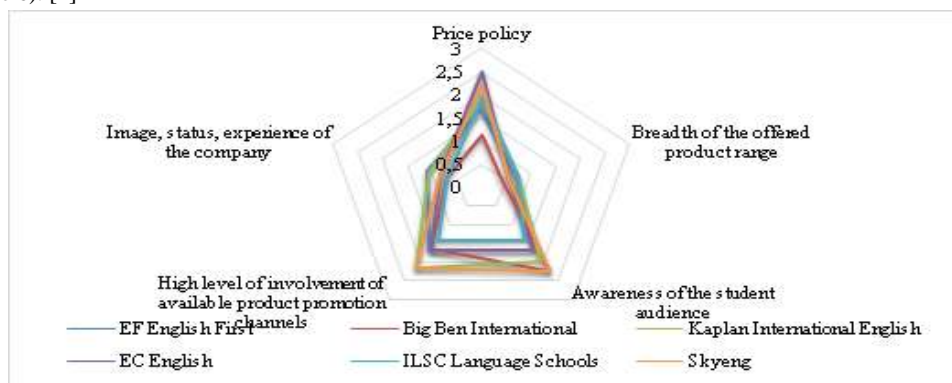 Price policy
3
2,5
2
1,5
1
0,5
0
Image, status, experience of
the company
Breadth of the offered
product range
High level of involvement of
available product promotion
channels
Awareness of the student
audience
EF English First
Big Ben International
Kaplan International English
EC English
ILSC Language Schools
Skyeng